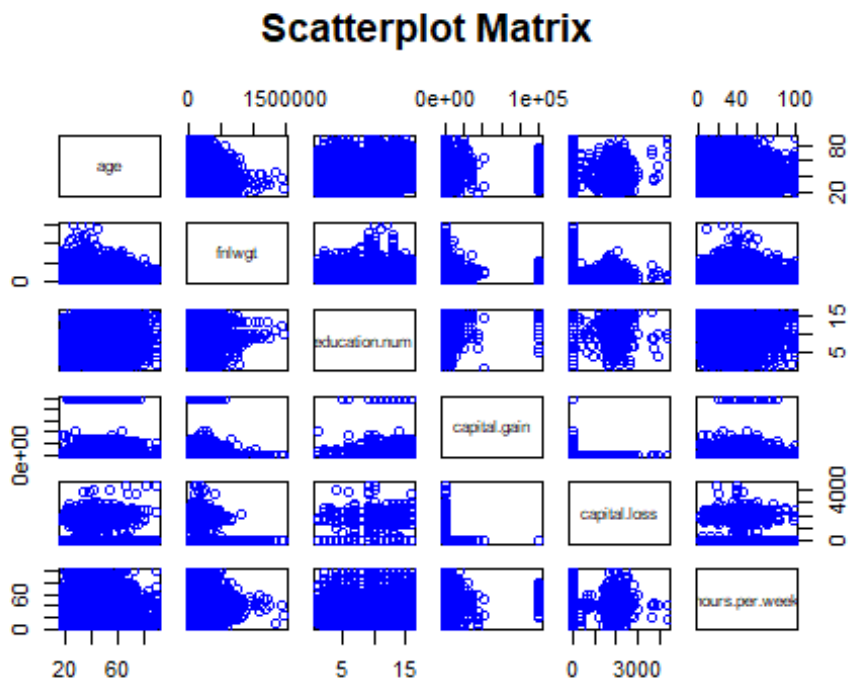 Scatterplot Matrix
0 1500000 0e+00 1e+05 0 40 100
age
20 80
0
fnlwgt
education.num
5 15
0e+00
capital.gain
capital.loss
0 4000
0 60
hours.per.week
20 60 5 15 0 3000